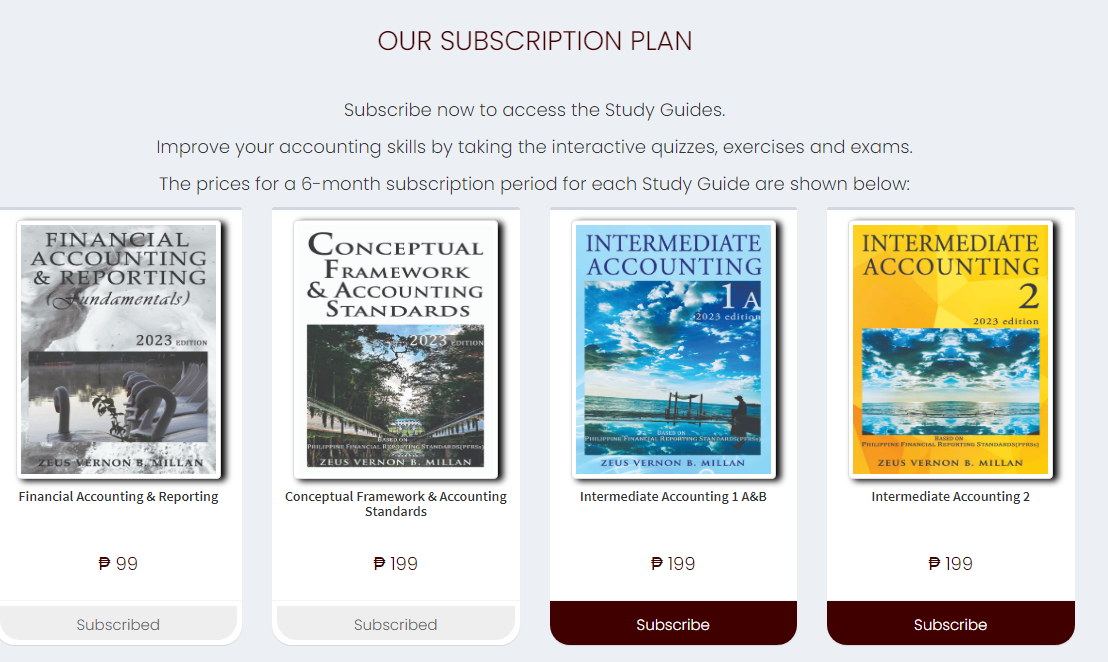 OUR SUBSCRIPTION PLAN
Subscribe now to access the Study Guides.
Improve your accounting skills by taking the interactive quizzes, exercises and exams.
The prices for a 6-month subscription period for each Study Guide are shown below:
FINANCIAL
ACCOUNTING
& REPORTING
(Fundamentals)
2023 EDITION
ZEUS VERNON B. MILLAN
Financial Accounting & Reporting
₱ 99
Subscribed
CONCEPTUAL
FRAMEWORK
& ACCOUNTING
STANDARDS
2023 EDITION
BASED ON
PHILIPPINE FINANCIAL REPORTING STANDARDS(PFRSs)
ZEUS VERNON B. MILLAN
Conceptual Framework & Accounting
Standards
₱ 199
Subscribed
INTERMEDIATE
ACCOUNTING
1 A
2023 edition
BASED ON
PHILIPPINE FINANCIAL REPORTING STANDARDS(PFRSs)
ZEUS VERNON B. MILLAN
Intermediate Accounting 1 A&B
₱ 199
Subscribe
INTERMEDIATE
ACCOUNTING
2
2023 edition
BASED ON
PHILIPPINE FINANCIAL REPORTING STANDARDS(PFRSs)
ZEUS VERNON B. MILLAN
Intermediate Accounting 2
₱ 199
Subscribe